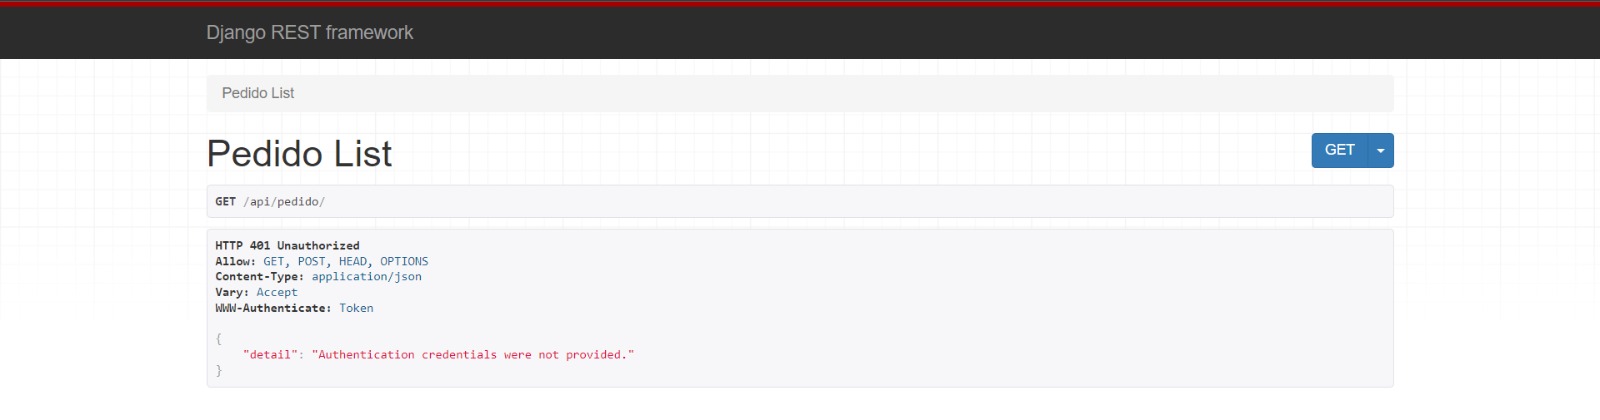 Django REST framework
Pedido List
Pedido List
GET
GET /api/pedido/
HTTP 401 Unauthorized
Allow: GET, POST, HEAD, OPTIONS
Content-Type: application/json
Vary: Accept
WWW-Authenticate: Token
{
"detail": "Authentication credentials were not provided."
}